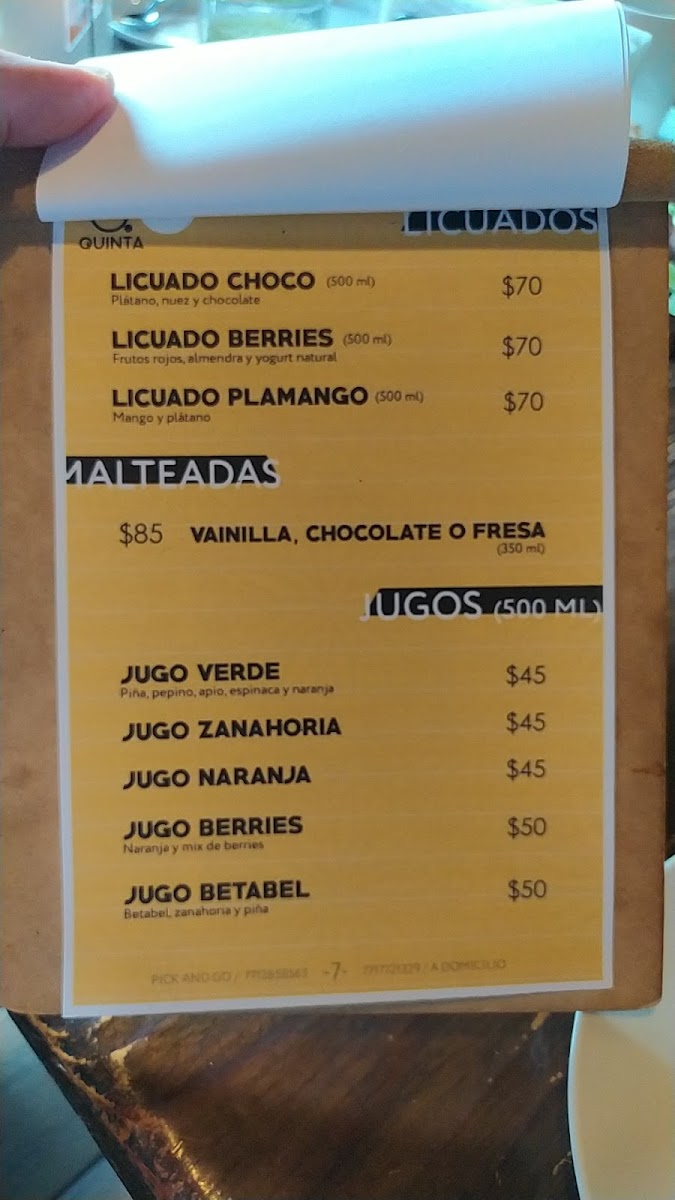 QUINTA
LICUADOS
LICUADO CHOCO (500 ml) $70
Plátano, nuez y chocolate
LICUADO BERRIES (500 ml) $70
Frutos rojos, almendra y yogurt natural
LICUADO PLAMANGO (500 ml) $70
Mango y plátano
MALTEADAS
$85 VAINILLA, CHOCOLATE O FRESA
(350 ml)
JUGOS (500 ML)
JUGO VERDE $45
Piña, pepino, apio, espinaca y naranja
JUGO ZANAHORIA $45
JUGO NARANJA $45
JUGO BERRIES $50
Naranja y mix de berries
JUGO BETABEL $50
Betabel, zanahoria y piña
PICK AND GO / -7- / A DOMICILIO